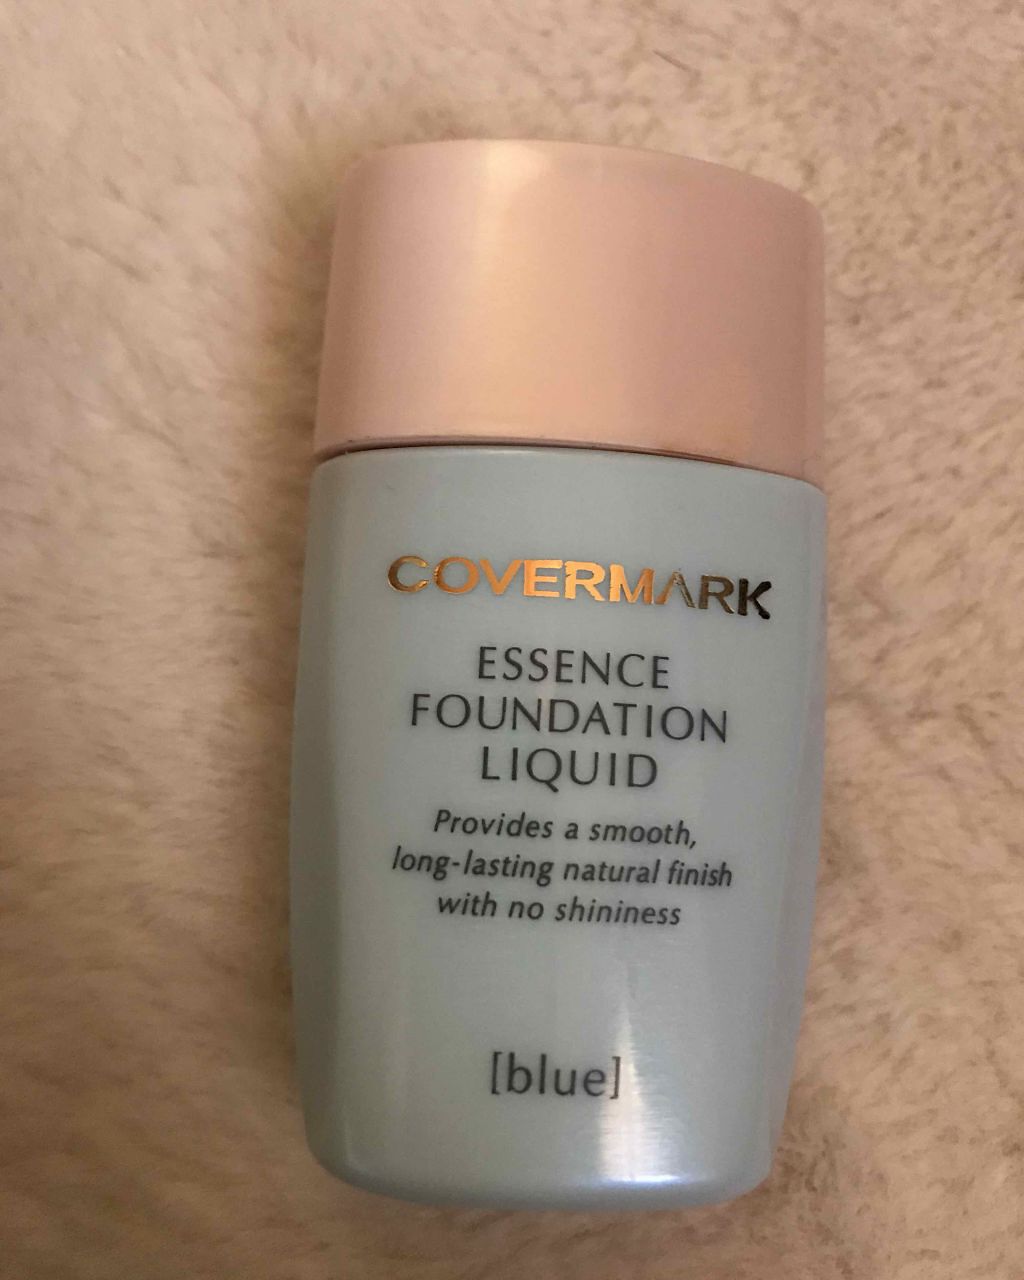 COVERMARK
ESSENCE
FOUNDATION
LIQUID
Provides a smooth,
long-lasting natural finish
with no shininess
[blue]